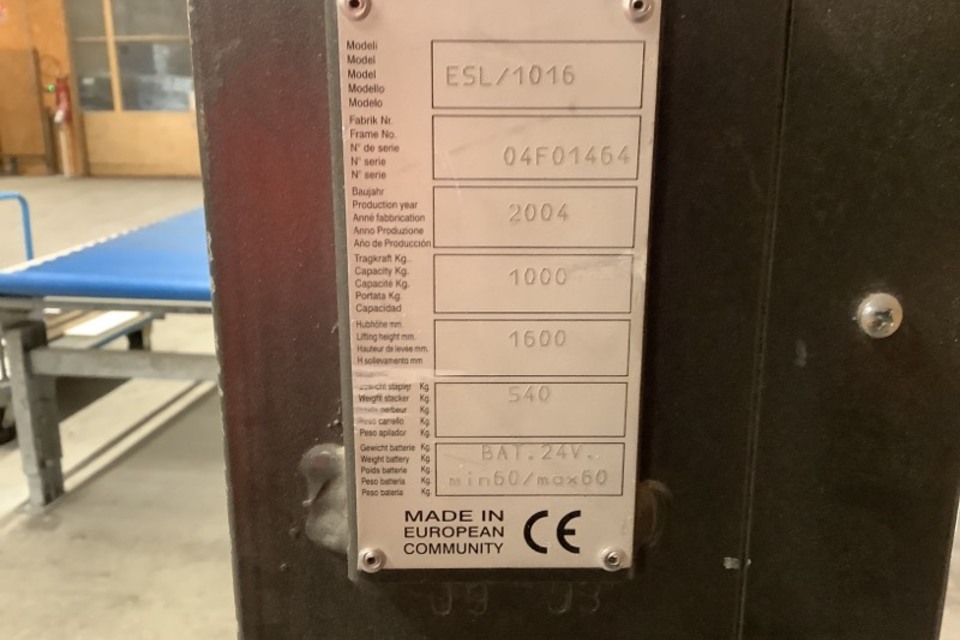 Modeli
Model
Model
Modello
Modelo
ESL/1016
Fabrik Nr.
Frame No.
N° de serie
N° serie
N° serie
04F01464
Baujahr
Production year
Anné fabbrication
Anno Produzione
Año de Producción
2004
Tragkraft Kg.
Capacity Kg.
Capacité Kg.
Portata Kg.
Capacidad
1000
Hubhöhe mm.
Lifting height mm.
Hauteur de levée mm.
H sollevamento mm
1600
stapler Kg.
Weigflt stacker Kg.
perbeur Kg.
Peso carrello Kg.
Peso apilador Kg.
540
Gewicht batterie Kg.
Weight battery Kg.
Poids batterie Kg.
Peso batteria Kg.
Peso bateria Kg.
BAT.24V.
min60/max60
MADE IN
EUROPEAN
COMMUNITY
CE